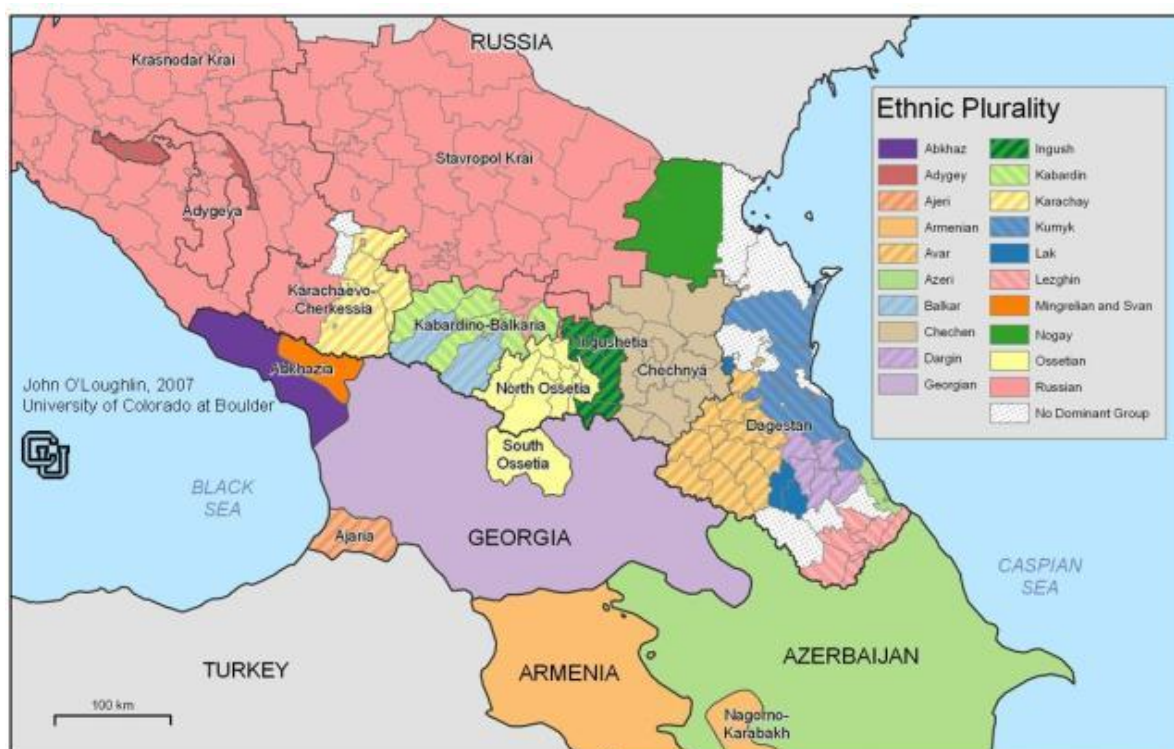 RUSSIA
Krasnodar Krai
Stavropol Krai
Adygeya
Karachaevo-
Cherkessia
Kabardino-Balkaria
Ingushetia
Abkhazia
North Ossetia
Chechnya
John O'Loughlin, 2007
University of Colorado at Boulder
CU
South
Ossetia
Dagestan
BLACK
SEA
GEORGIA
Ajaria
CASPIAN
SEA
TURKEY
ARMENIA
AZERBAIJAN
100 km
Nagorno-
Karabakh
Ethnic Plurality
Abkhaz
Adygey
Ajeri
Armenian
Avar
Azeri
Balkar
Chechen
Dargin
Georgian
Ingush
Kabardin
Karachay
Kumyk
Lak
Lezghin
Mingrelian and Svan
Nogay
Ossetian
Russian
No Dominant Group